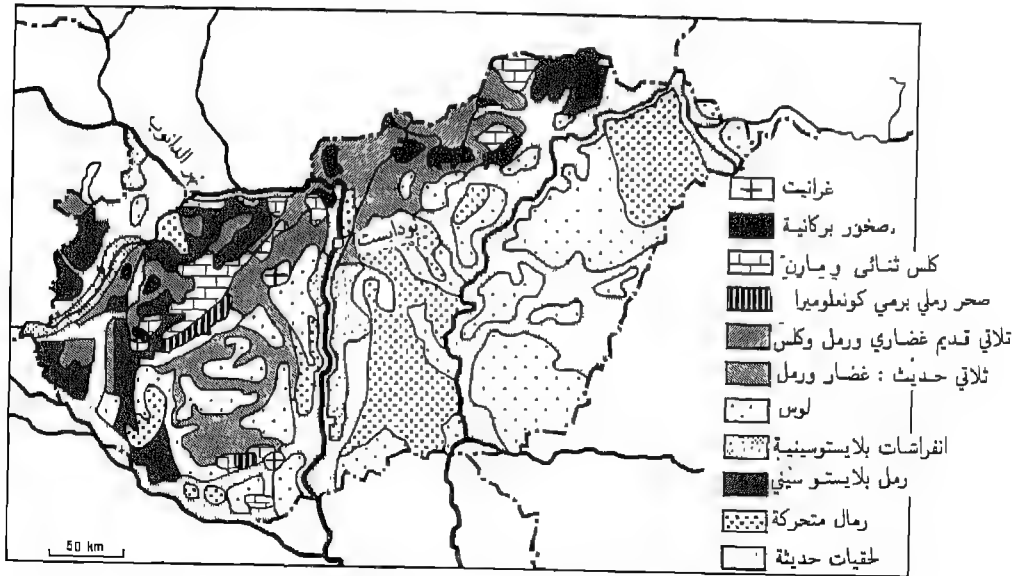 نهر الدانوب
بودابست
غرانيت
صخور بركانية
كلس ثنائي ومارن
صحر رملي برمي كونغلوميرا
ثلاثي قديم غضاري ورمل وكلس
ثلاثي حديث : غضار ورمل
لوس
انفراشات بلايستوسينية
رمل بلايستوسيني
رمال متحركة
لحقيات حديثة
50 km